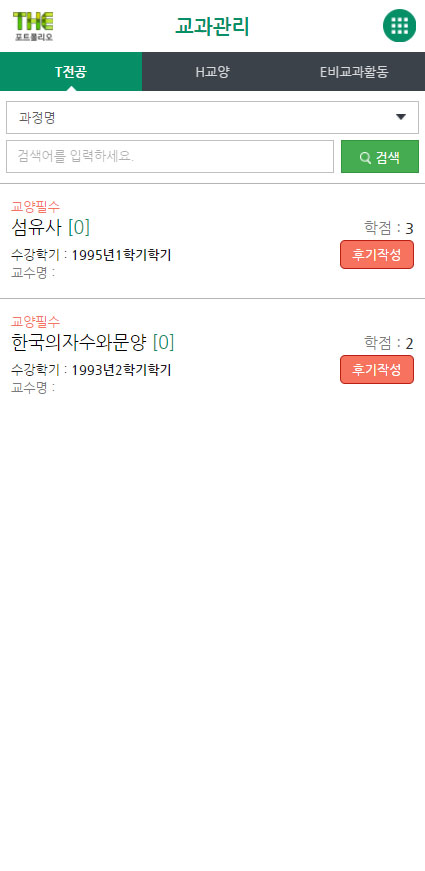 THE
포트폴리오
교과관리
T전공
H교양
E비교과활동
과정명
검색어를 입력하세요.
검색
교양필수
섬유사 [0]
학점 : 3
수강학기 : 1995년1학기학기
후기작성
교수명 :
교양필수
한국의자수와문양 [0]
학점 : 2
수강학기 : 1993년2학기학기
후기작성
교수명 :